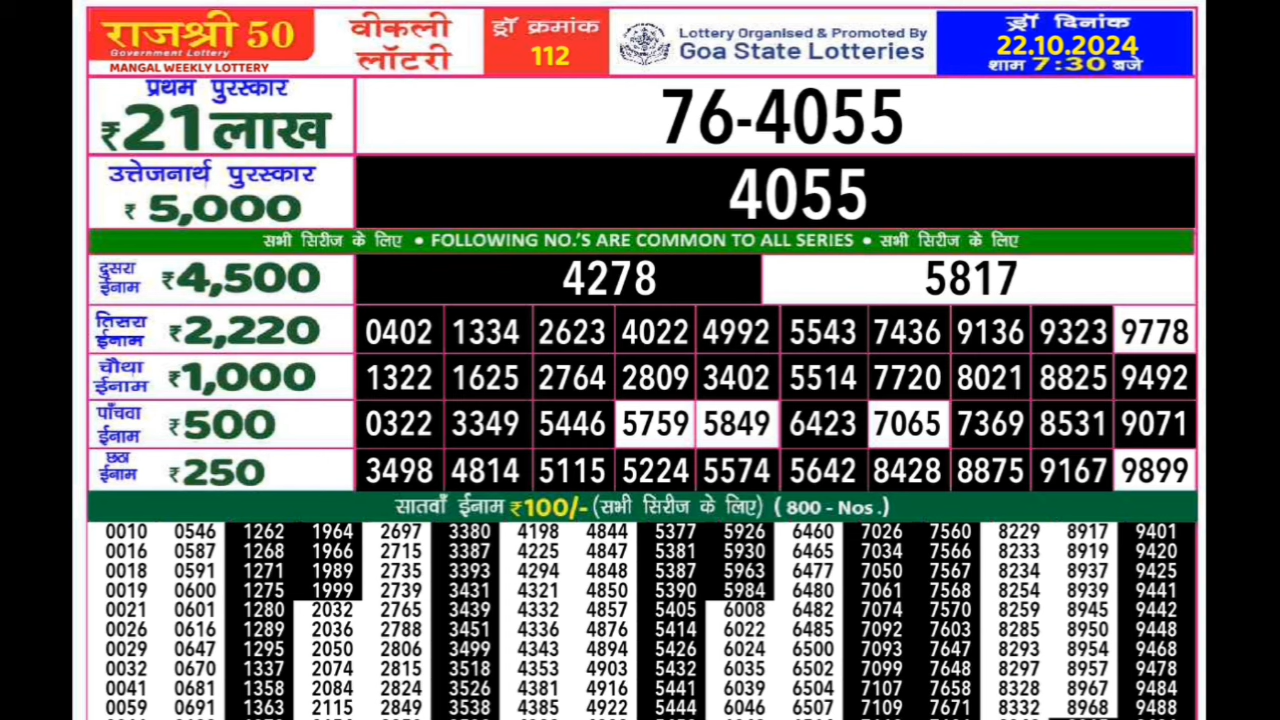 राजश्री 50
Government Lottery
MANGAL WEEKLY LOTTERY
वीकली
लॉटरी
ड्रॉ क्रमांक
112
Lottery Organised & Promoted By
Goa State Lotteries
ड्रॉ दिनांक
22.10.2024
शाम 7:30 बजे
प्रथम पुरस्कार
₹21 लाख
76-4055
उत्तेजनार्थ पुरस्कार
₹ 5,000
4055
सभी सिरीज के लिए • FOLLOWING NO.'S ARE COMMON TO ALL SERIES • सभी सिरीज के लिए
दुसरा ईनाम ₹4,500 4278 5817
तिसरा ईनाम ₹2,220 0402 1334 2623 4022 4992 5543 7436 9136 9323 9778
चौथा ईनाम ₹1,000 1322 1625 2764 2809 3402 5514 7720 8021 8825 9492
पाँचवा ईनाम ₹500 0322 3349 5446 5759 5849 6423 7065 7369 8531 9071
छठा ईनाम ₹250 3498 4814 5115 5224 5574 5642 8428 8875 9167 9899
सातवाँ ईनाम ₹100/- (सभी सिरीज के लिए) ( 800 - Nos .)
0010 0546 1262 1964 2697 3380 4198 4844 5377 5926 6460 7026 7560 8229 8917 9401
0016 0587 1268 1966 2715 3387 4225 4847 5381 5930 6465 7034 7566 8233 8919 9420
0018 0591 1271 1989 2735 3393 4294 4848 5387 5963 6477 7050 7567 8234 8937 9425
0019 0600 1275 1999 2739 3431 4321 4850 5390 5984 6480 7061 7568 8254 8939 9441
0021 0601 1280 2032 2765 3439 4332 4857 5405 6008 6482 7074 7570 8259 8945 9442
0026 0616 1289 2036 2788 3451 4336 4876 5414 6022 6485 7092 7603 8285 8950 9448
0029 0647 1295 2050 2806 3499 4343 4894 5426 6024 6500 7093 7647 8293 8954 9468
0032 0670 1337 2074 2815 3518 4353 4903 5432 6035 6502 7099 7648 8297 8957 9478
0041 0681 1358 2084 2824 3526 4381 4916 5441 6039 6504 7107 7658 8328 8967 9484
0059 0691 1363 2115 2849 3538 4385 4922 5444 6046 6507 7109 7671 8332 8968 9488